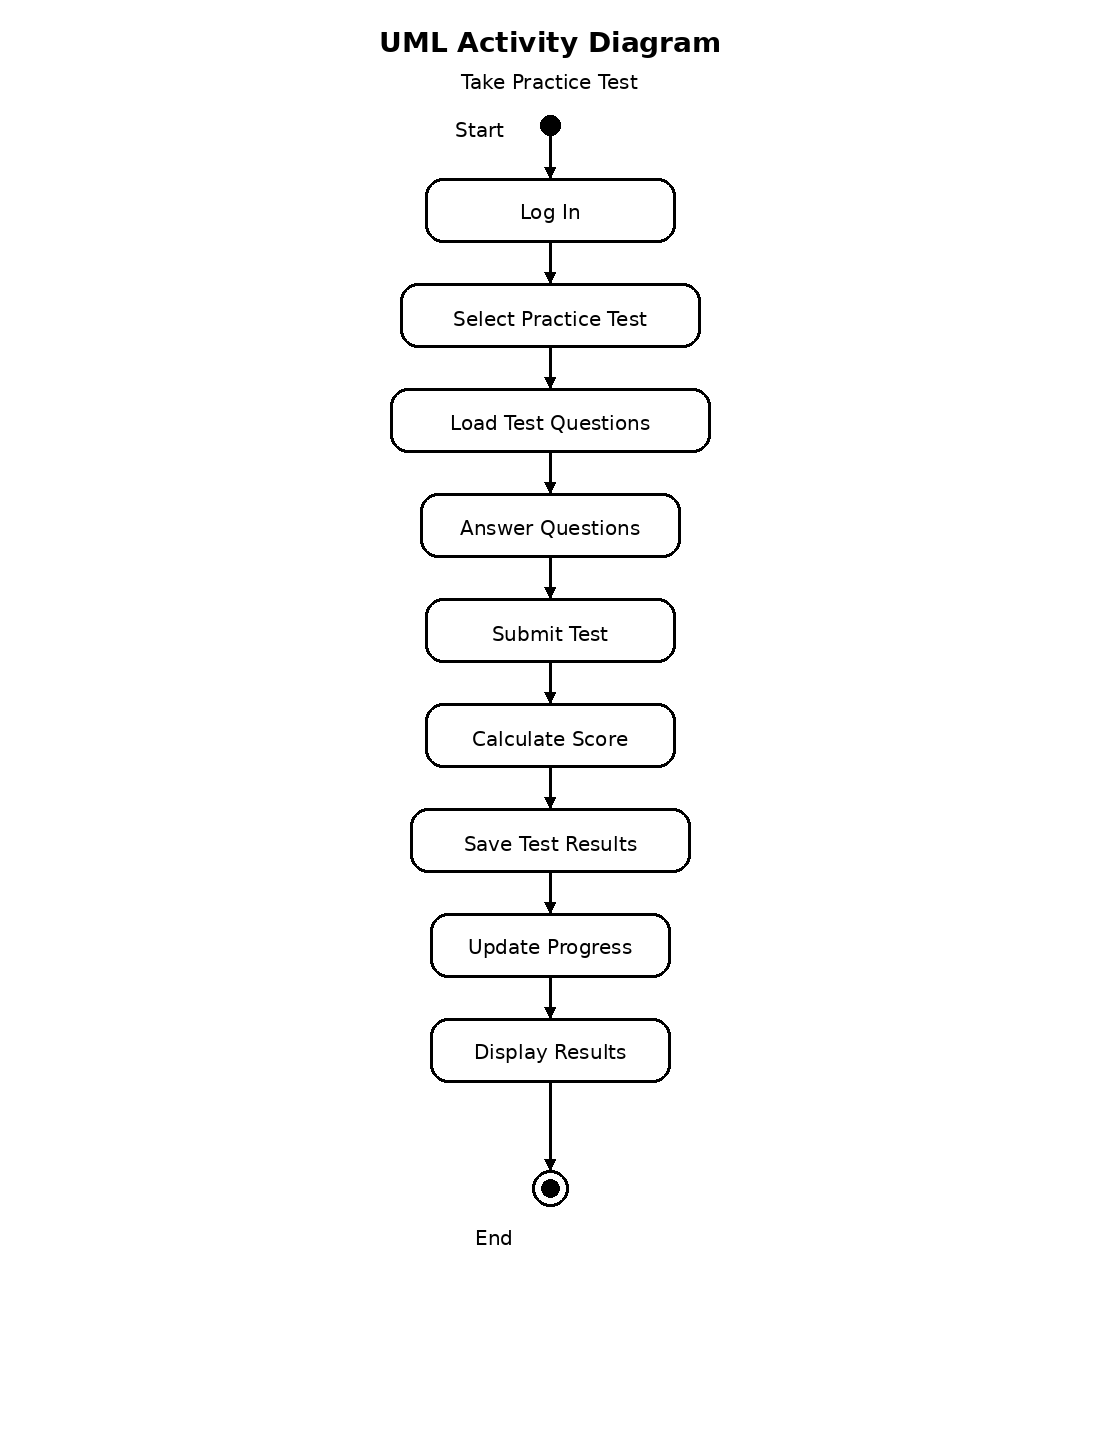 UML Activity Diagram
Take Practice Test
Start
Log In
Select Practice Test
Load Test Questions
Answer Questions
Submit Test
Calculate Score
Save Test Results
Update Progress
Display Results
End